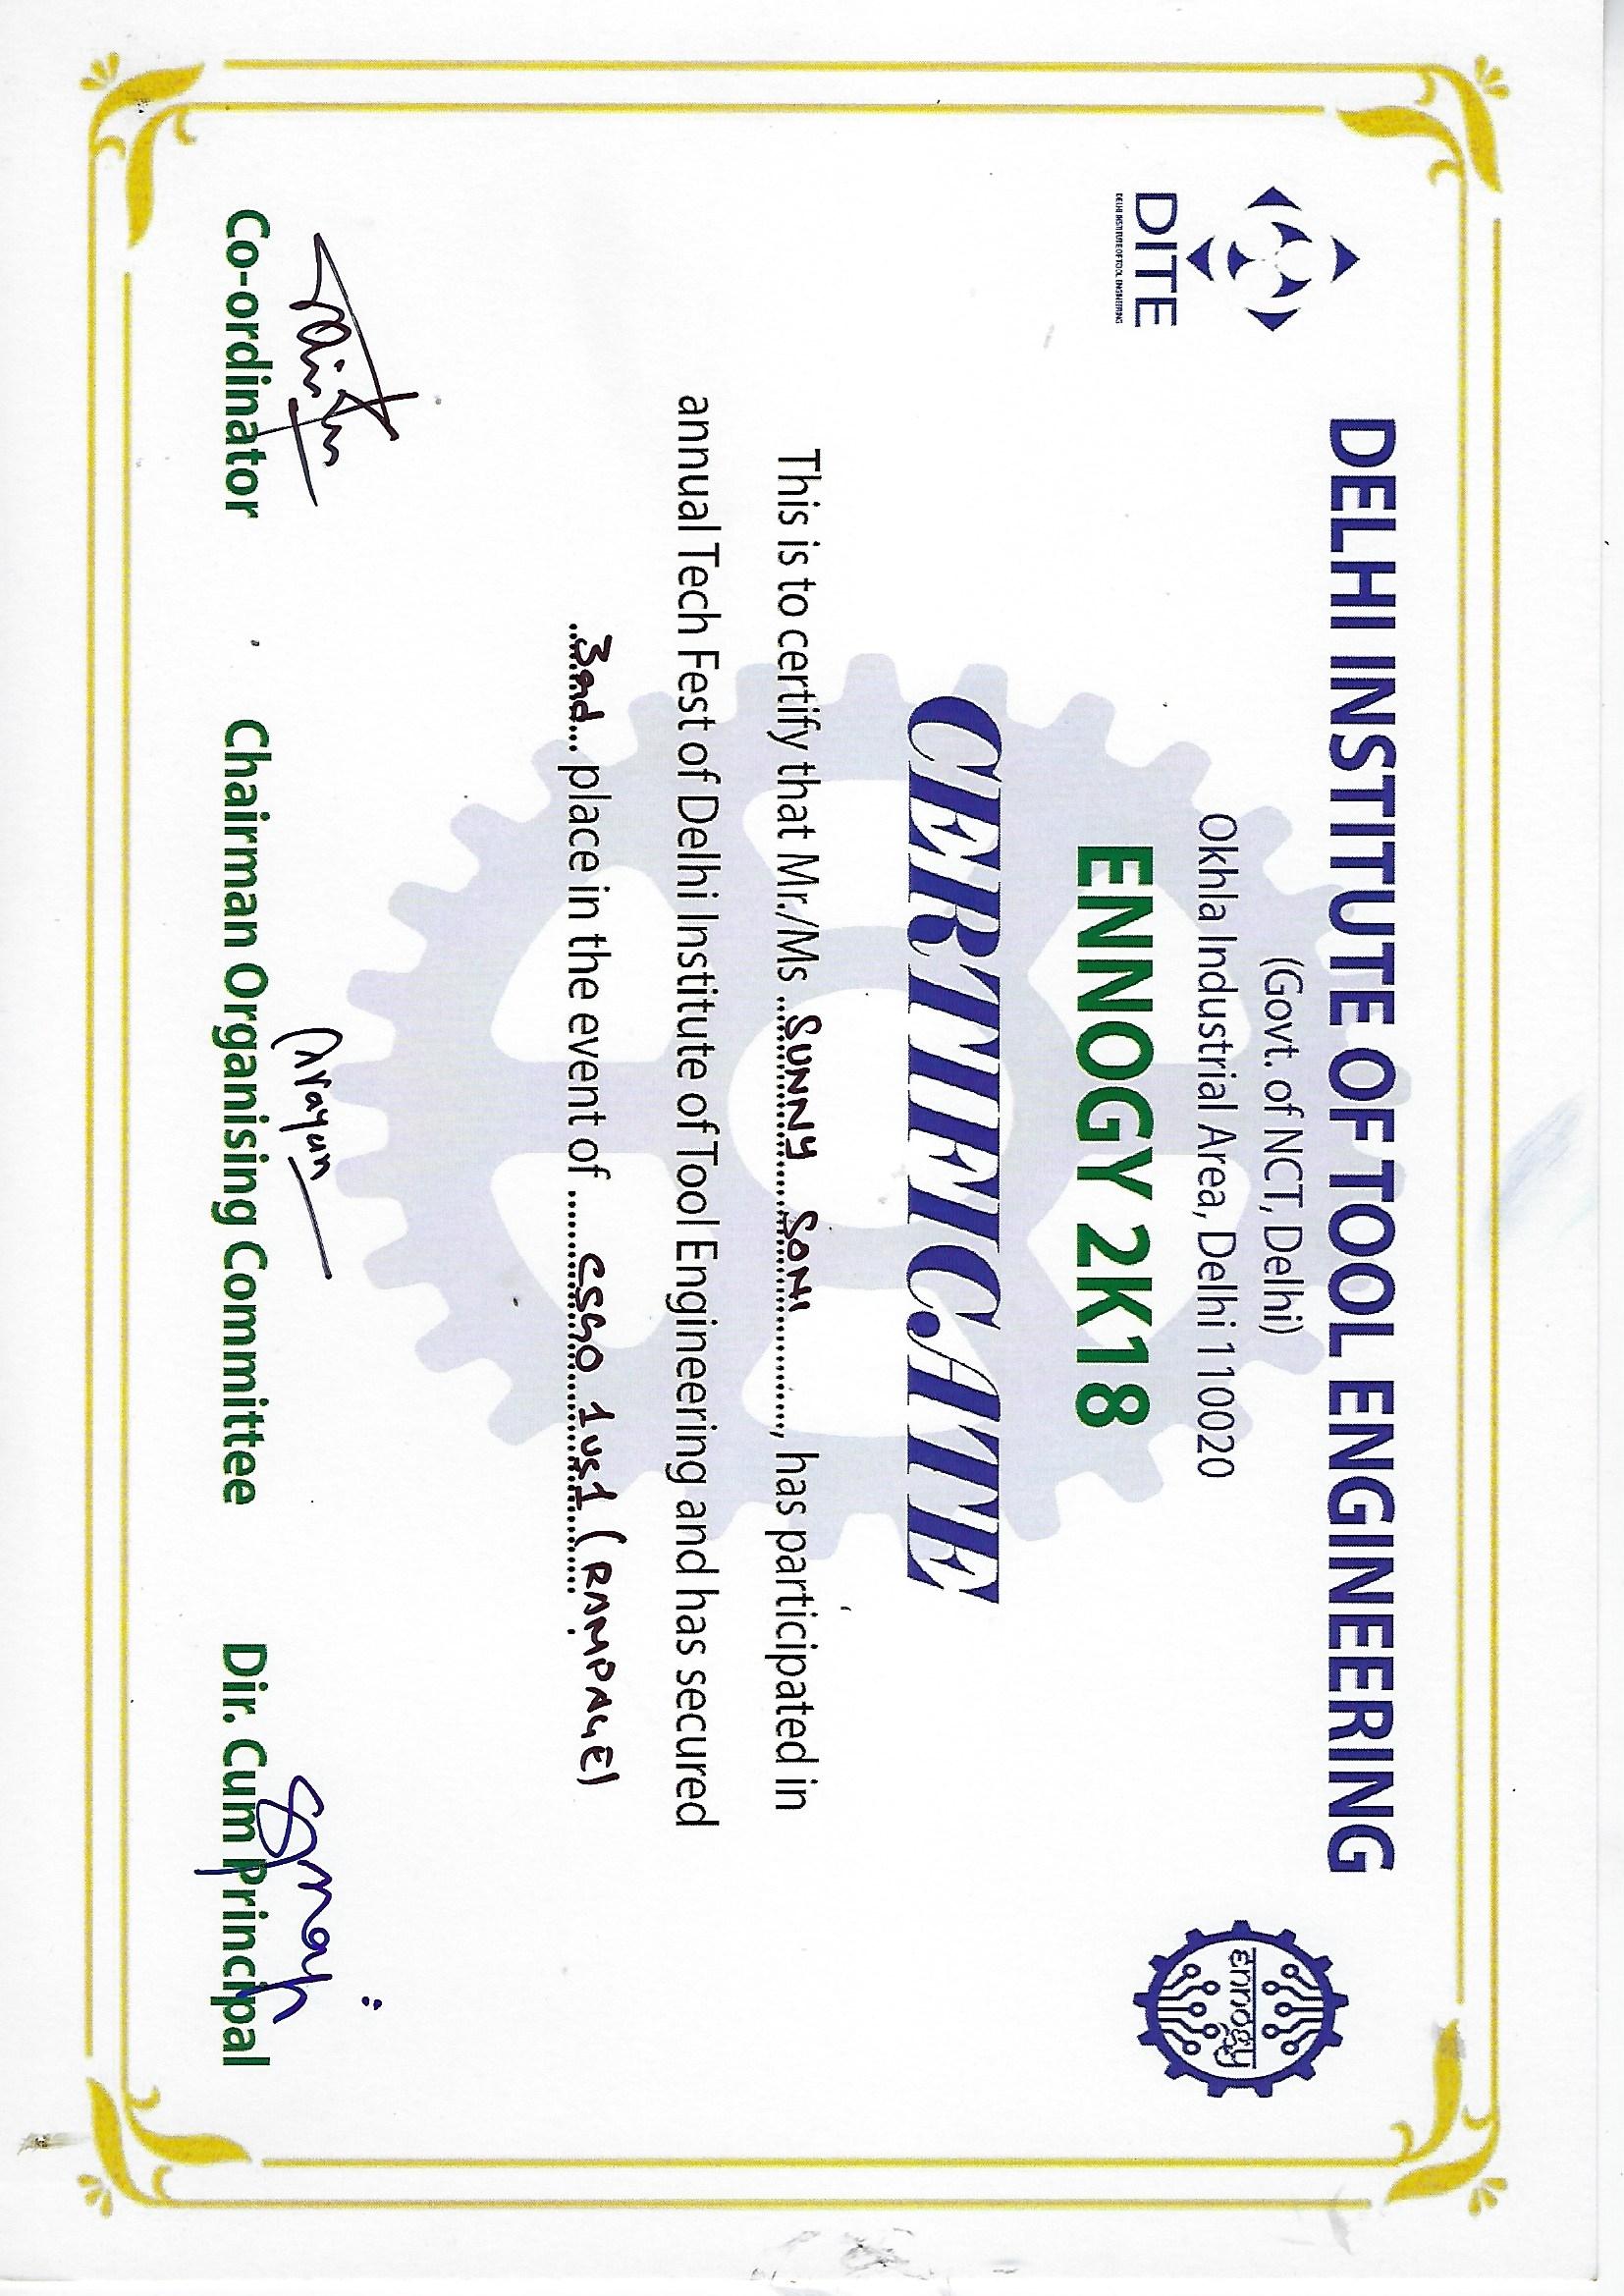 DELHI INSTITUTE OF TOOL ENGINEERING
(Govt. of NCT, Delhi)
Okhla Industrial Area, Delhi 110020
DITE
DELHI INSTITUTE OF TOOL ENGINEERING
ennogy
ENNOGY 2K18
CERTIFICATE
This is to certify that Mr./Ms SUNNY SONI, has participated in
annual Tech Fest of Delhi Institute of Tool Engineering and has secured
3rd place in the event of CSGO 1vs1 (RAMPAGE)
Co-ordinator Chairman Organising Committee Dir. Cum Principal